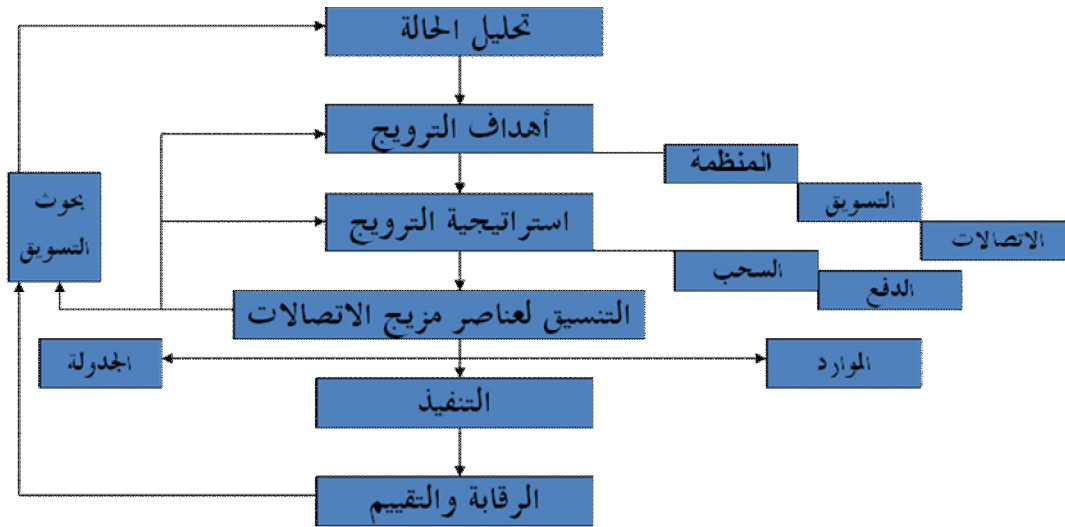 تحليل الحالة
أهداف الترويج
المنظمة
التسويق
الاتصالات
استراتيجية الترويج
السحب
الدفع
بحوث
التسويق
التنسيق لعناصر مزيج الاتصالات
الموارد
الجدولة
التنفيذ
الرقابة والتقييم